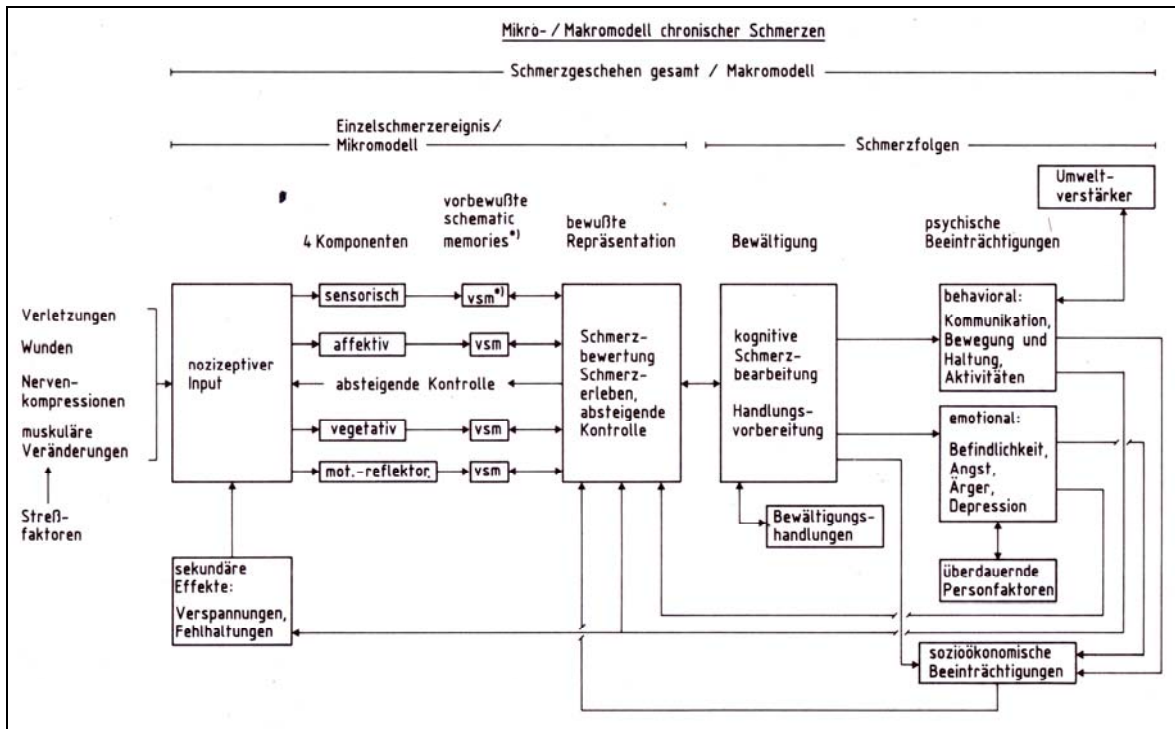 Mikro- / Makromodell chronischer Schmerzen
Schmerzgeschehen gesamt / Makromodell
Einzelschmerzereignis/
Mikromodell
Schmerzfolgen
Umwelt-
verstärker
4 Komponenten
vorbewußte
schematic
memories*)
bewußte
Repräsentation
Bewältigung
psychische
Beeinträchtigungen
Verletzungen
Wunden
Nerven-
kompressionen
muskuläre
Veränderungen
Streß-
faktoren
nozizeptiver
Input
sensorisch
vsm*)
affektiv
vsm
absteigende Kontrolle
vegetativ
vsm
mot.-reflektor.
vsm
Schmerz-
bewertung
Schmerz-
erleben,
absteigende
Kontrolle
kognitive
Schmerz-
bearbeitung
Handlungs-
vorbereitung
Bewältigungs-
handlungen
behavioral:
Kommunikation,
Bewegung und
Haltung,
Aktivitäten
emotional:
Befindlichkeit,
Angst,
Ärger,
Depression
überdauernde
Personfaktoren
sekundäre
Effekte:
Verspannungen,
Fehlhaltungen
sozioökonomische
Beeinträchtigungen